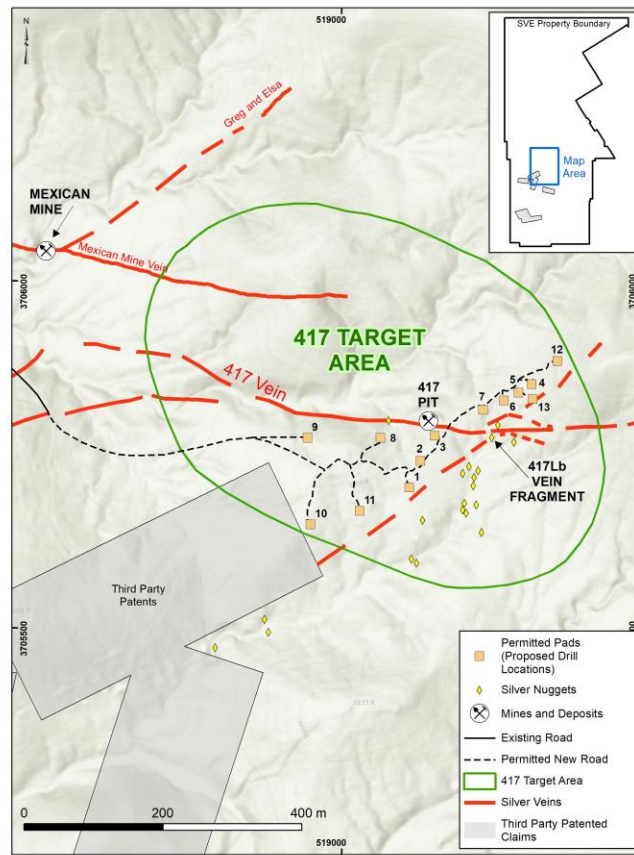 519000
N
SVE Property Boundary
Map
Area
Greg and Elsa
MEXICAN
MINE
Mexican Mine Vein
3706000
3706000
417 TARGET
AREA
417 Vein
417
PIT
12
5
4
7
6
13
9
8
3
2
1
417Lb
VEIN
FRAGMENT
11
10
Third Party
Patents
3705500
Permitted Pads
(Proposed Drill
Locations)
Silver Nuggets
Mines and Deposits
Existing Road
Permitted New Road
417 Target Area
Silver Veins
Third Party Patented
Claims
0
200
400 m
519000